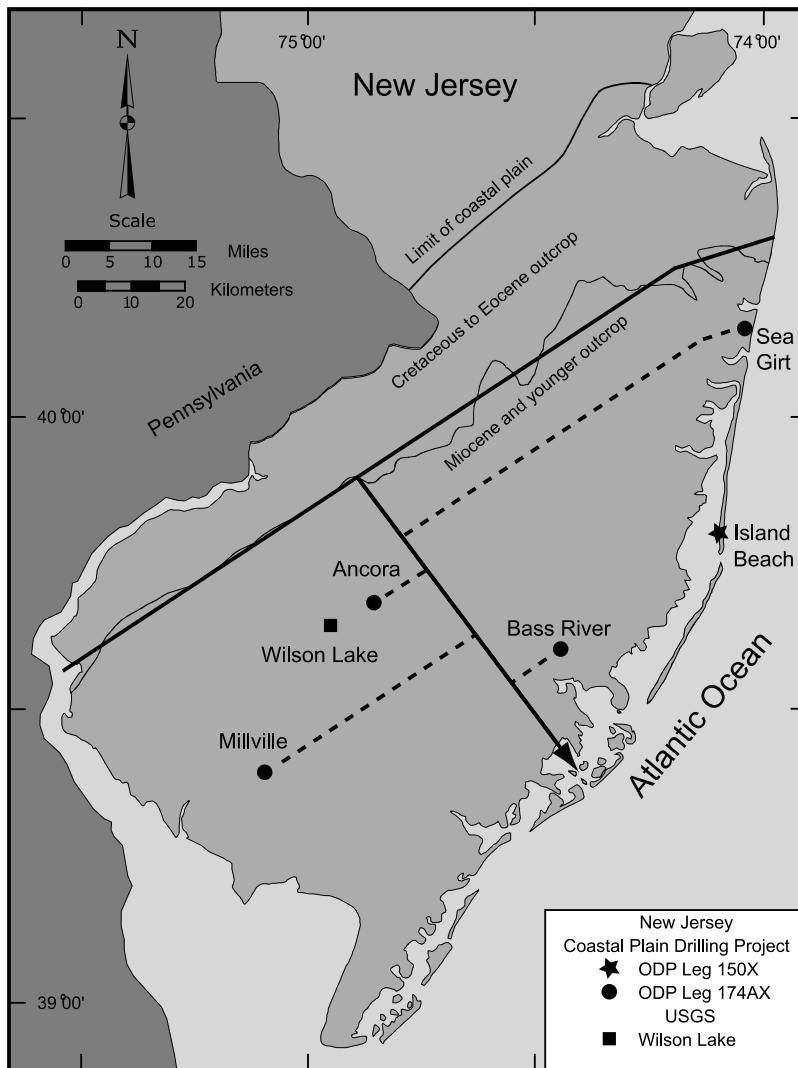 75°00'
74°00'
N
New Jersey
Scale
0 5 10 15 Miles
0 10 20 Kilometers
Limit of coastal plain
Cretaceous to Eocene outcrop
Miocene and younger outcrop
Pennsylvania
Sea
Girt
40°00'
Island
Beach
Ancora
Wilson Lake
Bass River
Millville
Atlantic Ocean
39°00'
New Jersey
Coastal Plain Drilling Project
ODP Leg 150X
ODP Leg 174AX
USGS
Wilson Lake